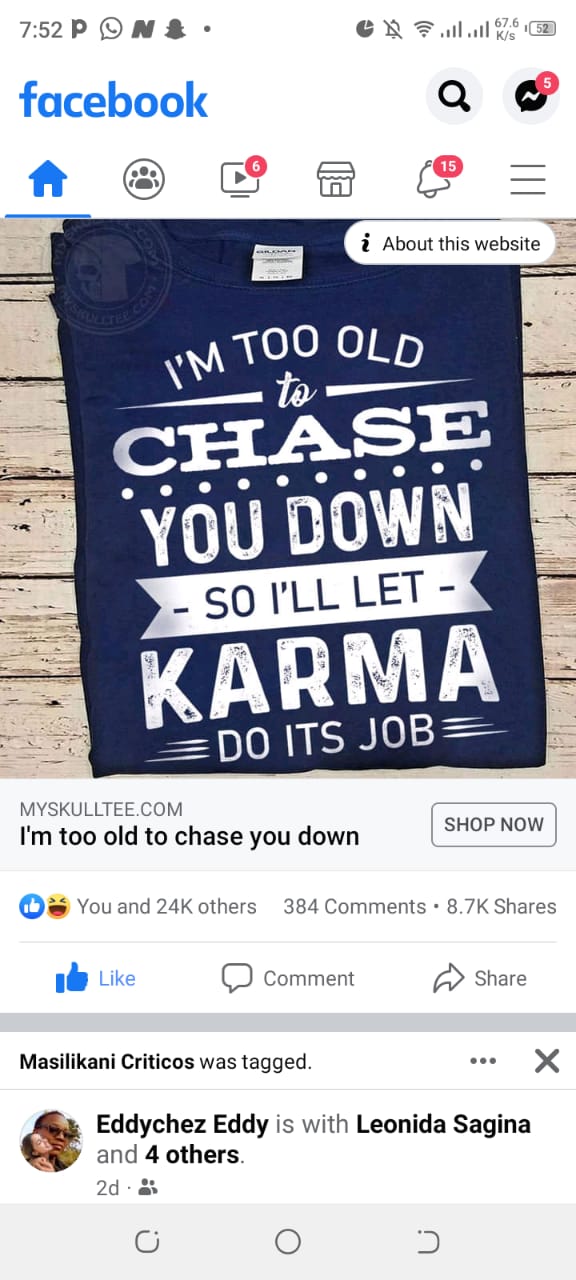 7:52
67.6
K/s
52
facebook
5
6
15
About this website
GILDAN
I'M TOO OLD
to
CHASE
YOU DOWN
- SO I'LL LET -
KARMA
DO ITS JOB
MYSKULLTEE.COM
I'm too old to chase you down
SHOP NOW
You and 24K others
384 Comments • 8.7K Shares
Like
Comment
Share
Masilikani Criticos was tagged.
Eddychez Eddy is with Leonida Sagina
and 4 others.
2d ·